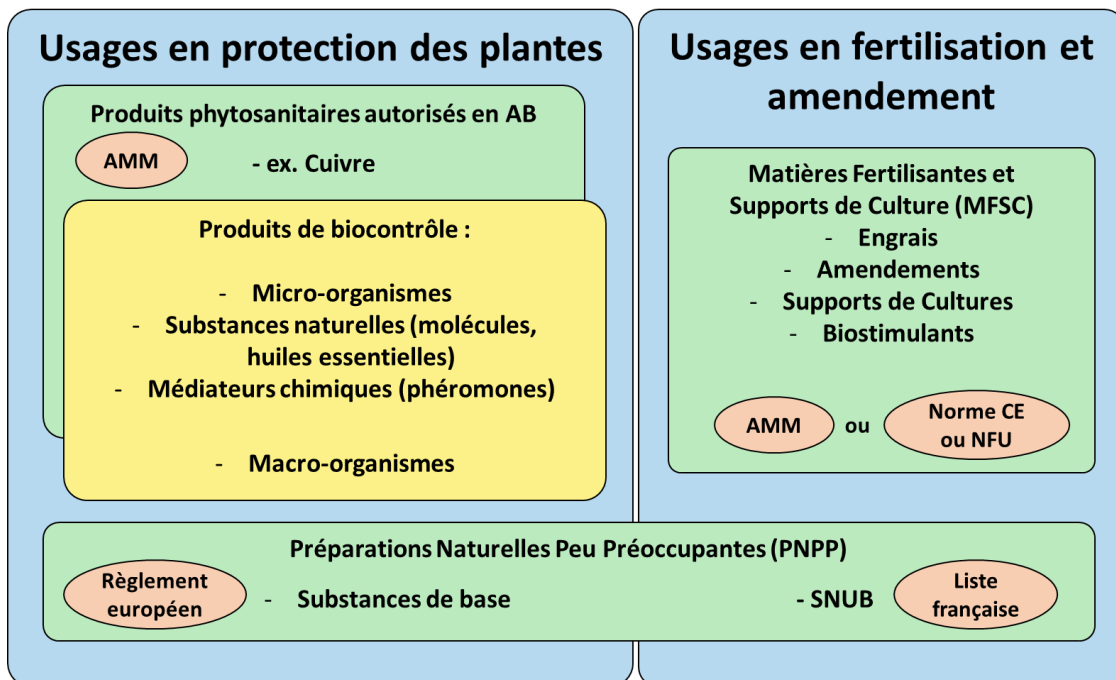 Usages en protection des plantes
Produits phytosanitaires autorisés en AB
AMM
- ex. Cuivre
Produits de biocontrôle :
- Micro-organismes
- Substances naturelles (molécules,
huiles essentielles)
- Médiateurs chimiques (phéromones)
- Macro-organismes
Usages en fertilisation et
amendement
Matières Fertilisantes et
Supports de Culture (MFSC)
- Engrais
- Amendements
- Supports de Cultures
- Biostimulants
AMM ou Norme CE
ou NFU
Préparations Naturelles Peu Préoccupantes (PNPP)
Règlement
européen
- Substances de base
- SNUB
Liste
française